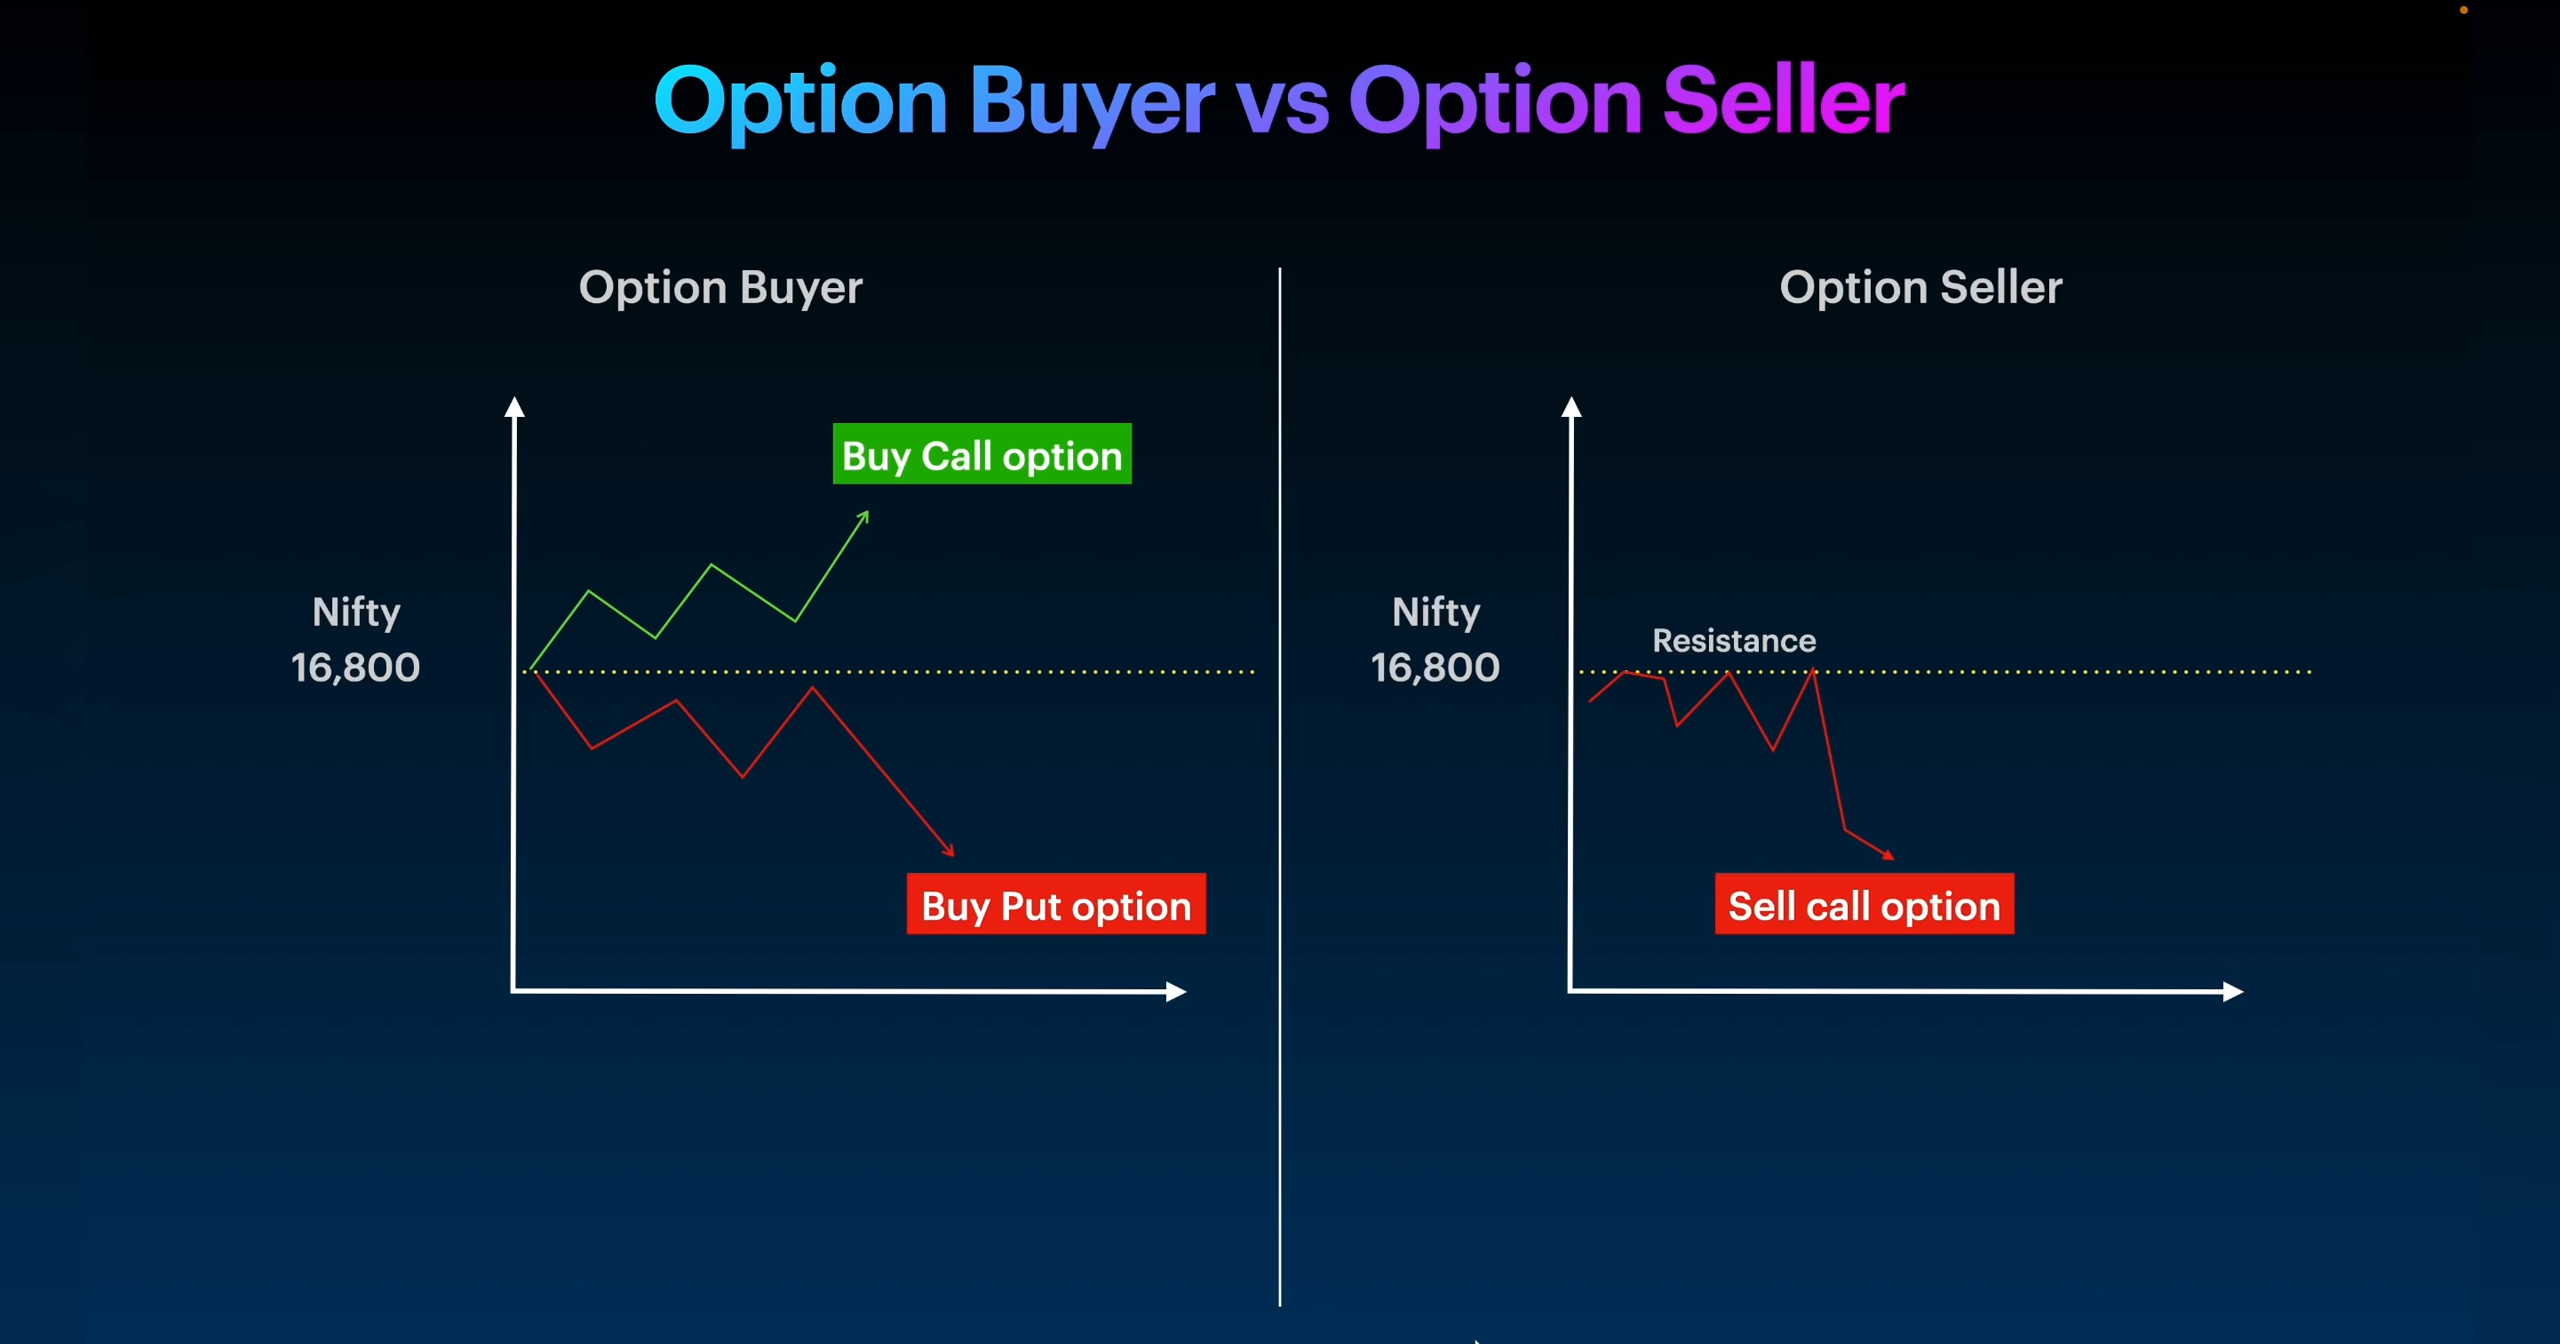 Option Buyer vs Option Seller
Option Buyer
Buy Call option
Nifty
16,800
Buy Put option
Option Seller
Nifty
16,800
Resistance
Sell call option